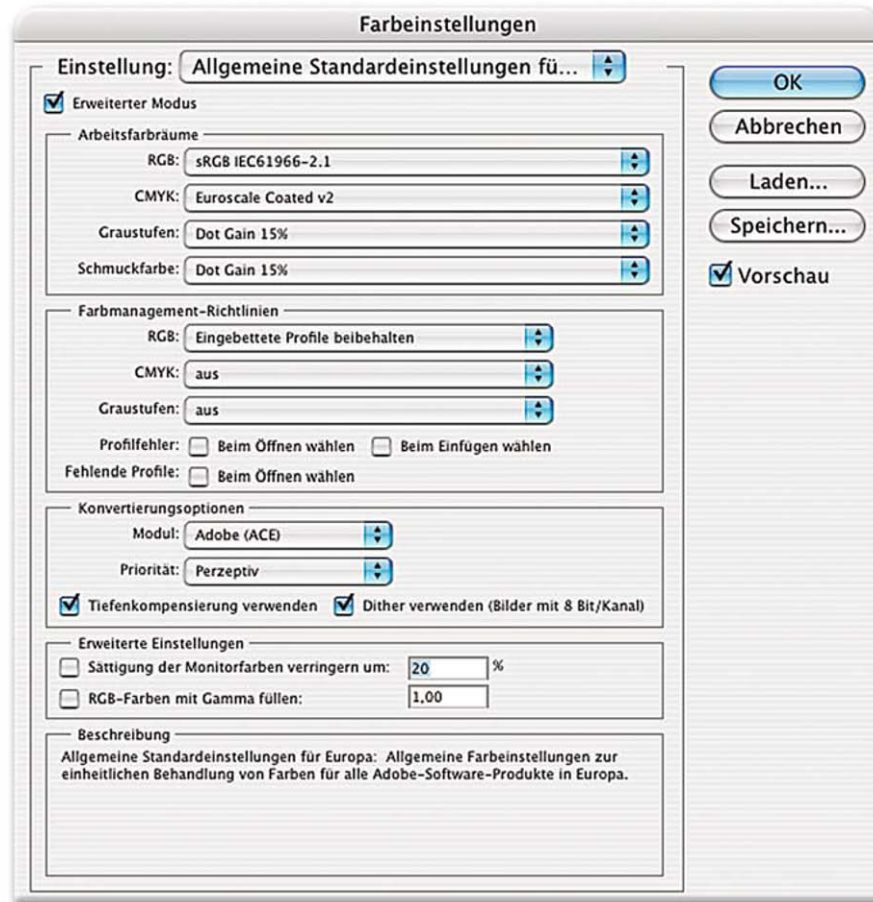 Farbeinstellungen
Einstellung: Allgemeine Standardeinstellungen fü...
OK
Erweiterter Modus
Abbrechen
Arbeitsfarbräume
RGB: sRGB IEC61966-2.1
Laden...
CMYK: Euroscale Coated v2
Speichern...
Graustufen: Dot Gain 15%
Schmuckfarbe: Dot Gain 15%
Vorschau
Farbmanagement-Richtlinien
RGB: Eingebettete Profile beibehalten
CMYK: aus
Graustufen: aus
Profilfehler: Beim Öffnen wählen Beim Einfügen wählen
Fehlende Profile: Beim Öffnen wählen
Konvertierungsoptionen
Modul: Adobe (ACE)
Priorität: Perzeptiv
Tiefenkompensierung verwenden Dither verwenden (Bilder mit 8 Bit/Kanal)
Erweiterte Einstellungen
Sättigung der Monitorfarben verringern um: 20 %
RGB-Farben mit Gamma füllen: 1,00
Beschreibung
Allgemeine Standardeinstellungen für Europa: Allgemeine Farbeinstellungen zur
einheitlichen Behandlung von Farben für alle Adobe-Software-Produkte in Europa.